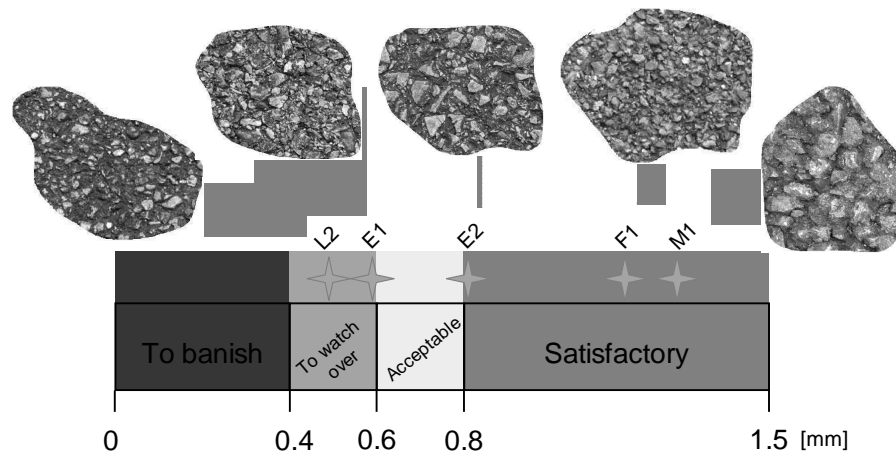 L2 E1 E2 F1 M1
To banish
To watch
over
Acceptable
Satisfactory
0 0.4 0.6 0.8 1.5 [mm]